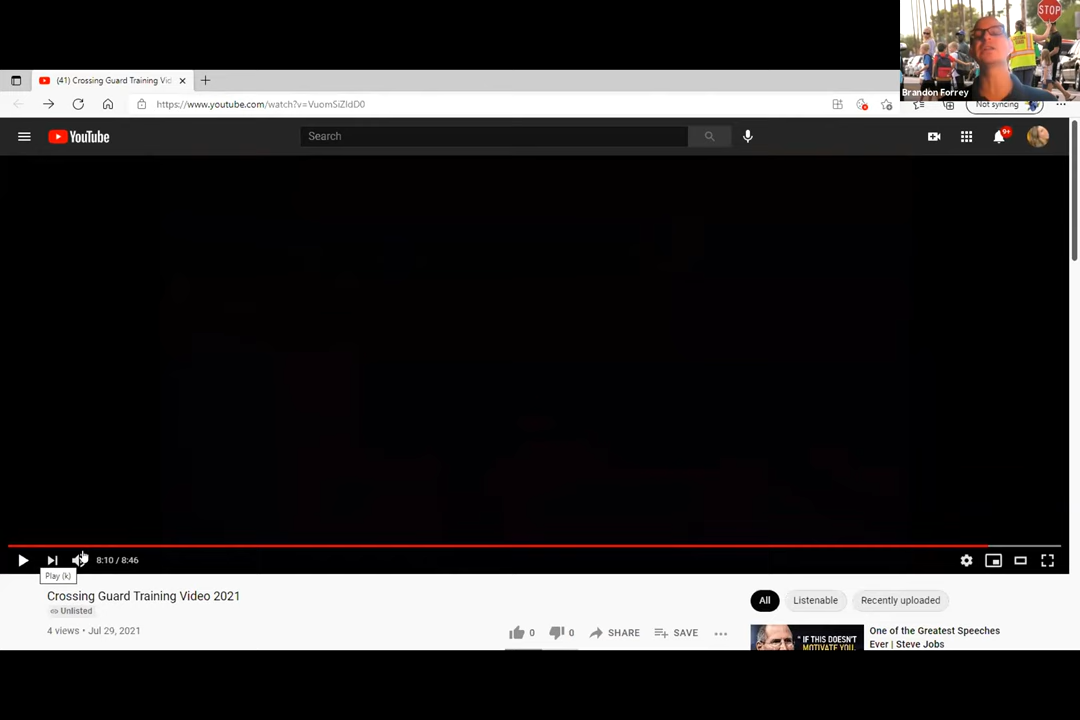 STOP
Brandon Forrey
(41) Crossing Guard Training Vid
https://www.youtube.com/watch?v=VuomSiZldD0
Not syncing
YouTube
Search
9+
8:10 / 8:46
Play (k)
Crossing Guard Training Video 2021
Unlisted
4 views • Jul 29, 2021
0
0
SHARE
SAVE
All
Listenable
Recently uploaded
" IF THIS DOESN'T
MOTIVATE YOU,
One of the Greatest Speeches
Ever | Steve Jobs